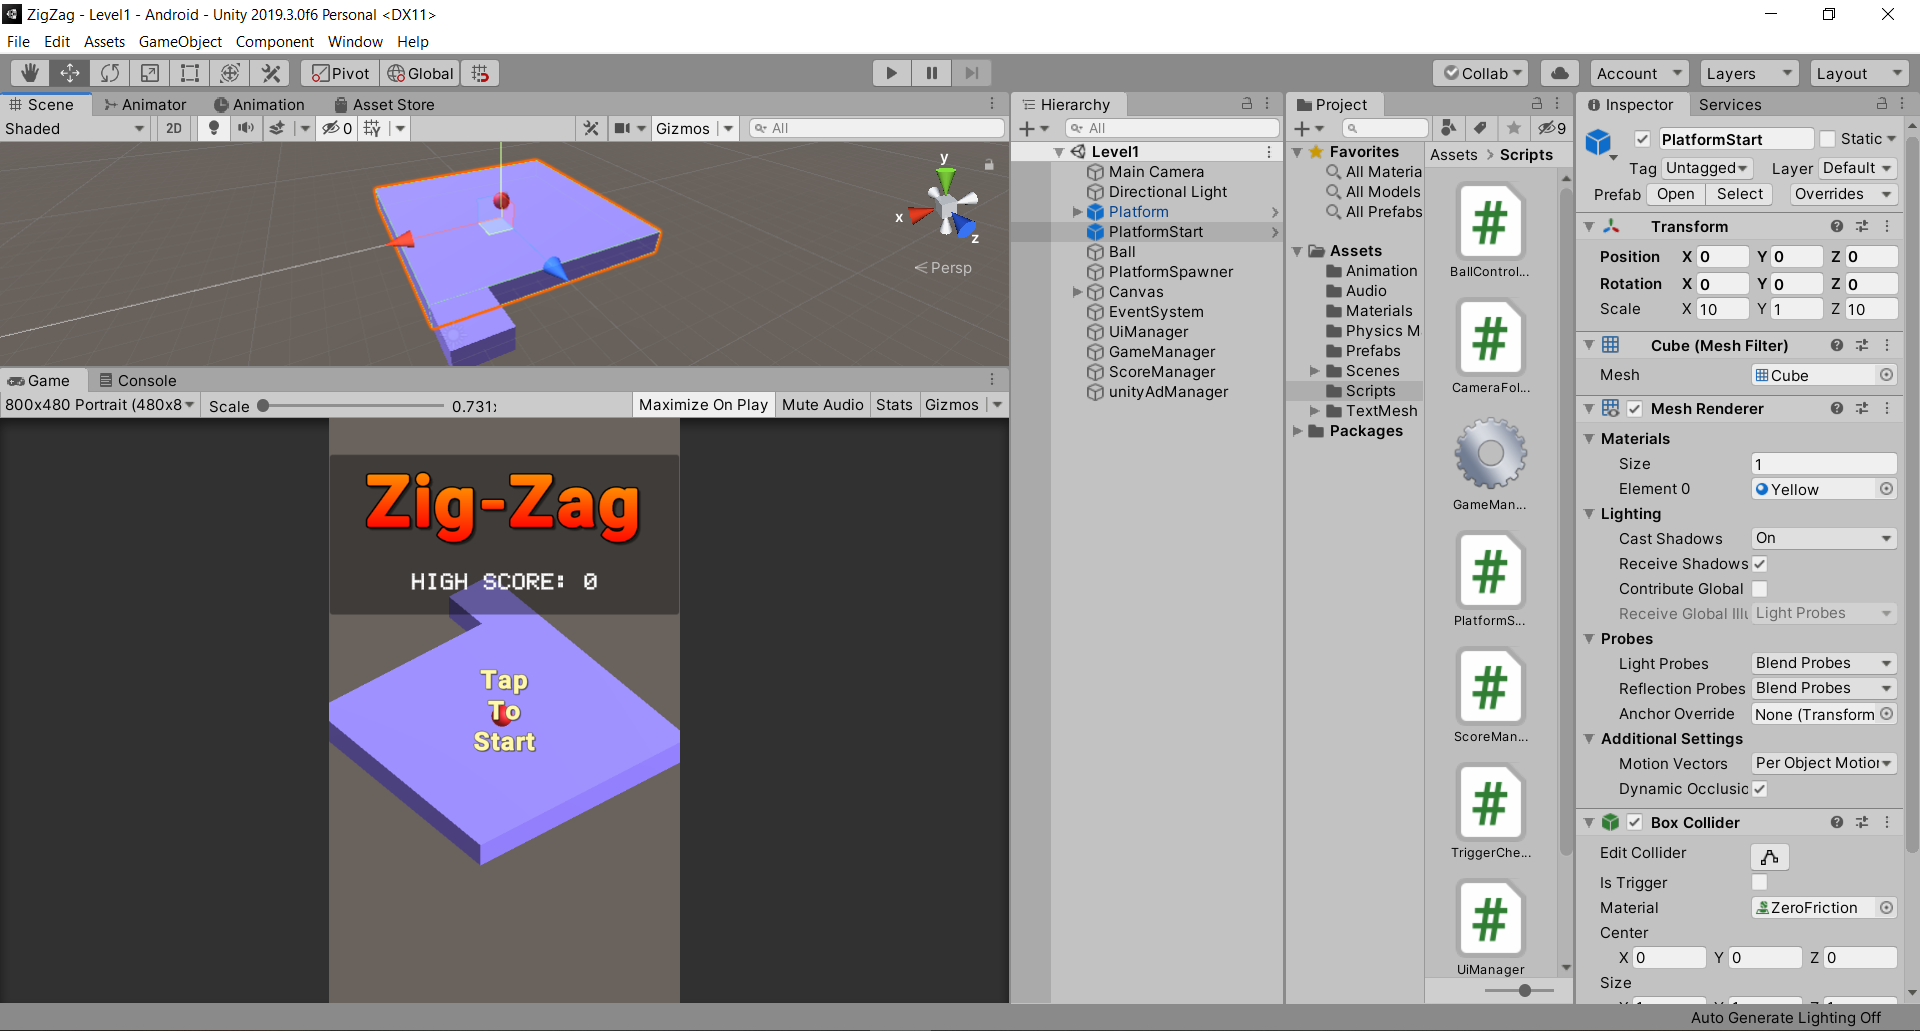 ZigZag - Level1 - Android - Unity 2019.3.0f6 Personal <DX11>
File Edit Assets GameObject Component Window Help
Pivot Global Collab Account Layers Layout
Scene Animator Animation Asset Store
Shaded 2D 0 Gizmos All
y
x
z
Persp
Game Console
800x480 Portrait (480x8 Scale 0.731 Maximize On Play Mute Audio Stats Gizmos
Zig-Zag
HIGH SCORE: 0
Tap
To
Start
Hierarchy
All
Level1
Main Camera
Directional Light
Platform
PlatformStart
Ball
PlatformSpawner
Canvas
EventSystem
UiManager
GameManager
ScoreManager
unityAdManager
Project
9
Favorites
All Materia
All Models
All Prefabs
Assets
Animation
Audio
Materials
Physics M
Prefabs
Scenes
Scripts
TextMesh
Packages
Assets > Scripts
BallControl...
CameraFol...
GameMan...
PlatformS...
ScoreMan...
TriggerChe...
UiManager
Inspector Services
PlatformStart Static
Tag Untagged Layer Default
Prefab Open Select Overrides
Transform
Position X 0 Y 0 Z 0
Rotation X 0 Y 0 Z 0
Scale X 10 Y 1 Z 10
Cube (Mesh Filter)
Mesh Cube
Mesh Renderer
Materials
Size 1
Element 0 Yellow
Lighting
Cast Shadows On
Receive Shadows
Contribute Global
Receive Global Illu Light Probes
Probes
Light Probes Blend Probes
Reflection Probes Blend Probes
Anchor Override None (Transform
Additional Settings
Motion Vectors Per Object Motion
Dynamic Occlusic
Box Collider
Edit Collider
Is Trigger
Material ZeroFriction
Center
X 0 Y 0 Z 0
Size
Auto Generate Lighting Off